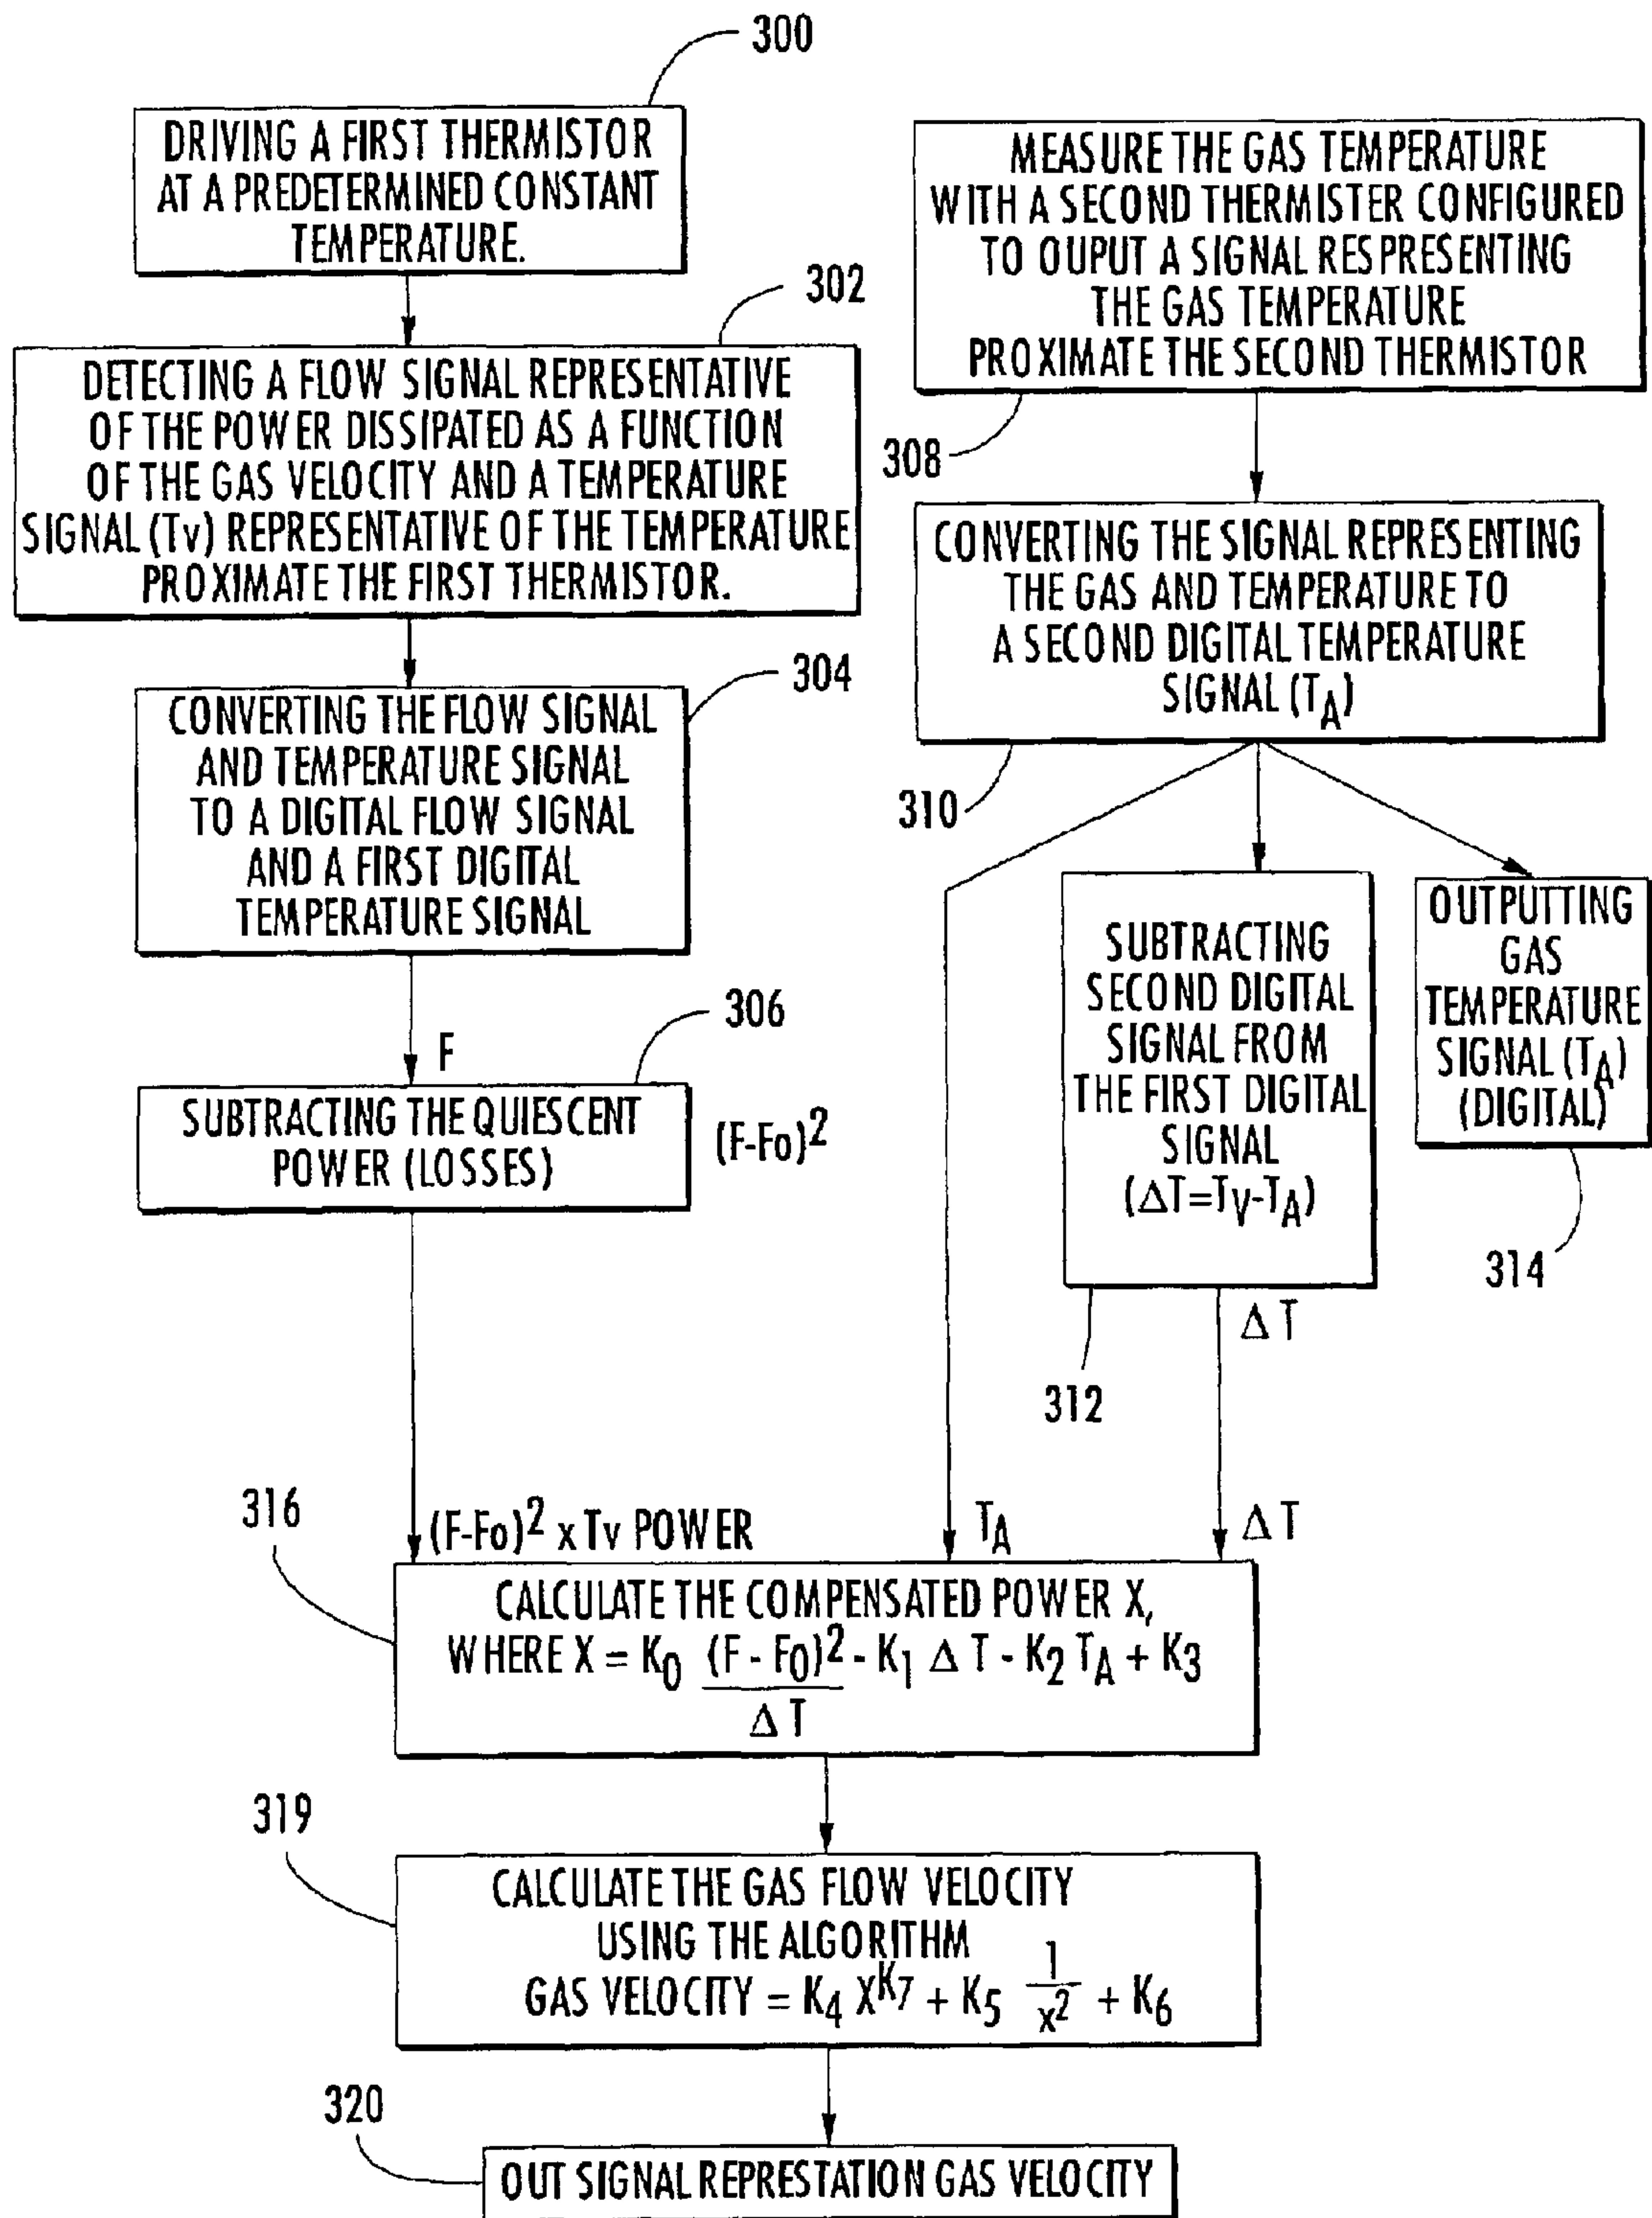 300
DRIVING A FIRST THERMISTOR
AT A PREDETERMINED CONSTANT
TEMPERATURE.
302
DETECTING A FLOW SIGNAL REPRESENTATIVE
OF THE POWER DISSIPATED AS A FUNCTION
OF THE GAS VELOCITY AND A TEMPERATURE
SIGNAL (Tv) REPRESENTATIVE OF THE TEMPERATURE
PROXIMATE THE FIRST THERMISTOR.
304
CONVERTING THE FLOW SIGNAL
AND TEMPERATURE SIGNAL
TO A DIGITAL FLOW SIGNAL
AND A FIRST DIGITAL
TEMPERATURE SIGNAL
F
306
SUBTRACTING THE QUIESCENT
POWER (LOSSES)
(F-Fo)²
MEASURE THE GAS TEMPERATURE
WITH A SECOND THERMISTER CONFIGURED
TO OUPUT A SIGNAL RESPRESENTING
THE GAS TEMPERATURE
PROXIMATE THE SECOND THERMISTOR
308
CONVERTING THE SIGNAL REPRESENTING
THE GAS AND TEMPERATURE TO
A SECOND DIGITAL TEMPERATURE
SIGNAL (T_A)
310
SUBTRACTING
SECOND DIGITAL
SIGNAL FROM
THE FIRST DIGITAL
SIGNAL
(ΔT=T_V-T_A)
312
OUTPUTTING
GAS
TEMPERATURE
SIGNAL (T_A)
(DIGITAL)
314
ΔT
316
(F-Fo)² x Tv POWER
T_A
ΔT
CALCULATE THE COMPENSATED POWER X,
WHERE X = K₀ (F - F₀)² - K₁ ΔT - K₂ T_A + K₃
ΔT
319
CALCULATE THE GAS FLOW VELOCITY
USING THE ALGORITHM
GAS VELOCITY = K₄ X^K₇ + K₅ 1/x² + K₆
320
OUT SIGNAL REPRESTATION GAS VELOCITY